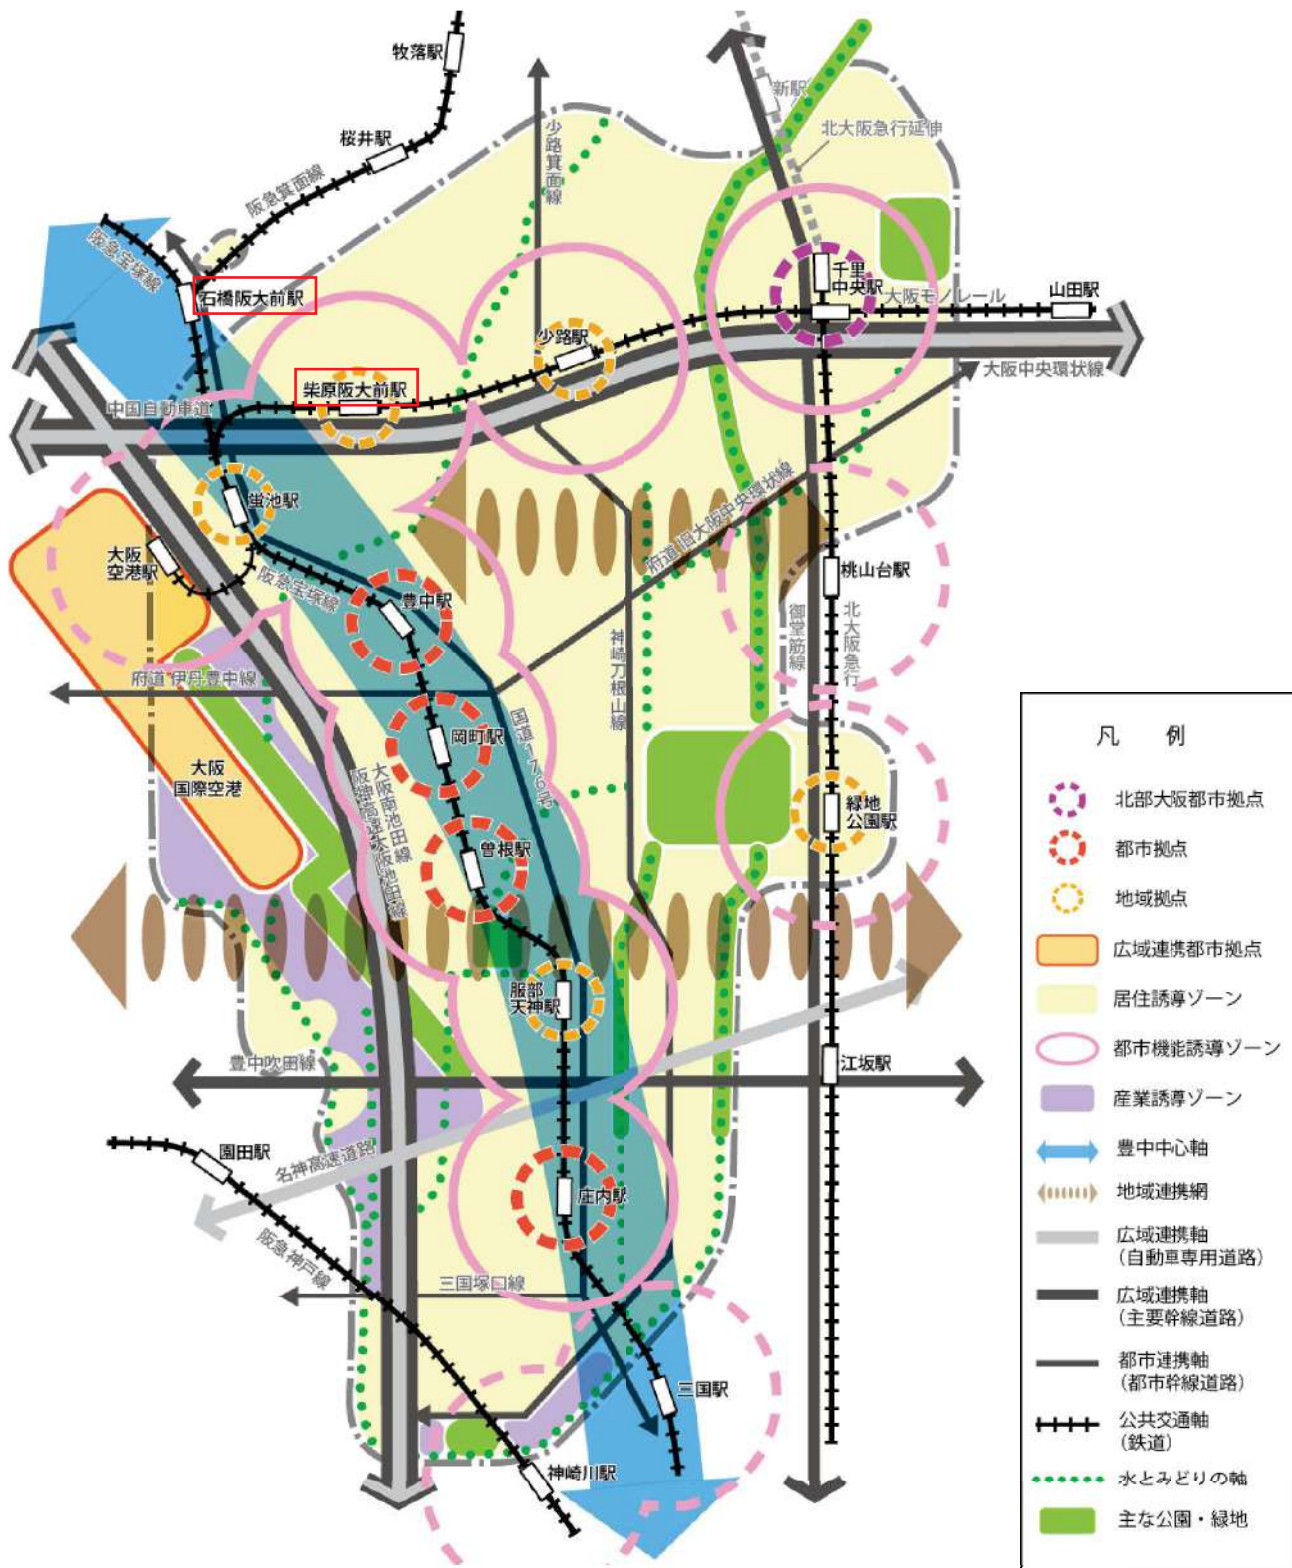 牧落駅
新駅
北大阪急行延伸
桜井駅
少路箕面線
阪急箕面線
阪急宝塚線
石橋阪大前駅
千里
中央駅
大阪モノレール
山田駅
少路駅
大阪中央環状線
柴原阪大前駅
中国自動車道
蛍池駅
府道 旧大阪中央環状線
大阪
空港駅
阪急宝塚線
桃山台駅
豊中駅
御堂筋線
北大阪急行
神崎刀根山線
府道 伊丹豊中線
国道176号
岡町駅
大阪
国際空港
大阪南池田線
阪神高速大阪池田線
緑地
公園駅
曽根駅
服部
天神駅
豊中吹田線
江坂駅
名神高速道路
園田駅
庄内駅
阪急神戸線
三国塚口線
三国駅
神崎川駅
凡 例
北部大阪都市拠点
都市拠点
地域拠点
広域連携都市拠点
居住誘導ゾーン
都市機能誘導ゾーン
産業誘導ゾーン
豊中中心軸
地域連携網
広域連携軸
(自動車専用道路)
広域連携軸
(主要幹線道路)
都市連携軸
(都市幹線道路)
公共交通軸
(鉄道)
水とみどりの軸
主な公園・緑地